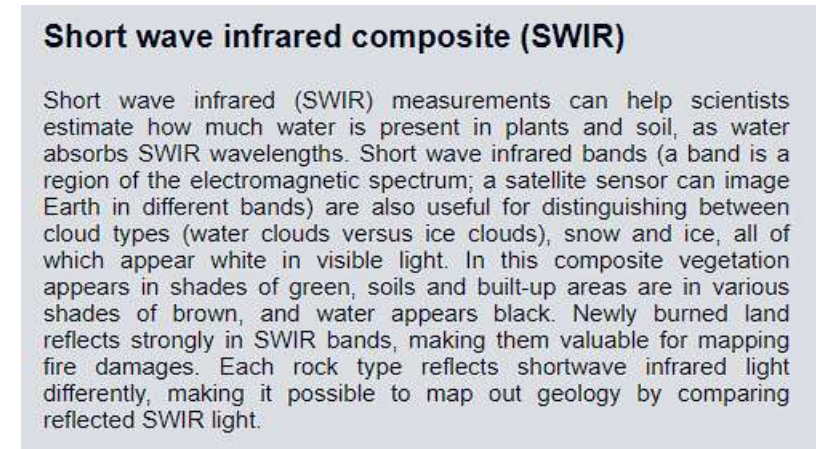 Short wave infrared composite (SWIR)
Short wave infrared (SWIR) measurements can help scientists
estimate how much water is present in plants and soil, as water
absorbs SWIR wavelengths. Short wave infrared bands (a band is a
region of the electromagnetic spectrum; a satellite sensor can image
Earth in different bands) are also useful for distinguishing between
cloud types (water clouds versus ice clouds), snow and ice, all of
which appear white in visible light. In this composite vegetation
appears in shades of green, soils and built-up areas are in various
shades of brown, and water appears black. Newly burned land
reflects strongly in SWIR bands, making them valuable for mapping
fire damages. Each rock type reflects shortwave infrared light
differently, making it possible to map out geology by comparing
reflected SWIR light.